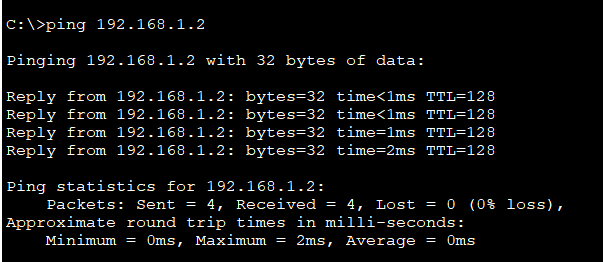 C:\>ping 192.168.1.2
Pinging 192.168.1.2 with 32 bytes of data:
Reply from 192.168.1.2: bytes=32 time<1ms TTL=128
Reply from 192.168.1.2: bytes=32 time<1ms TTL=128
Reply from 192.168.1.2: bytes=32 time=1ms TTL=128
Reply from 192.168.1.2: bytes=32 time=2ms TTL=128
Ping statistics for 192.168.1.2:
    Packets: Sent = 4, Received = 4, Lost = 0 (0% loss),
Approximate round trip times in milli-seconds:
    Minimum = 0ms, Maximum = 2ms, Average = 0ms